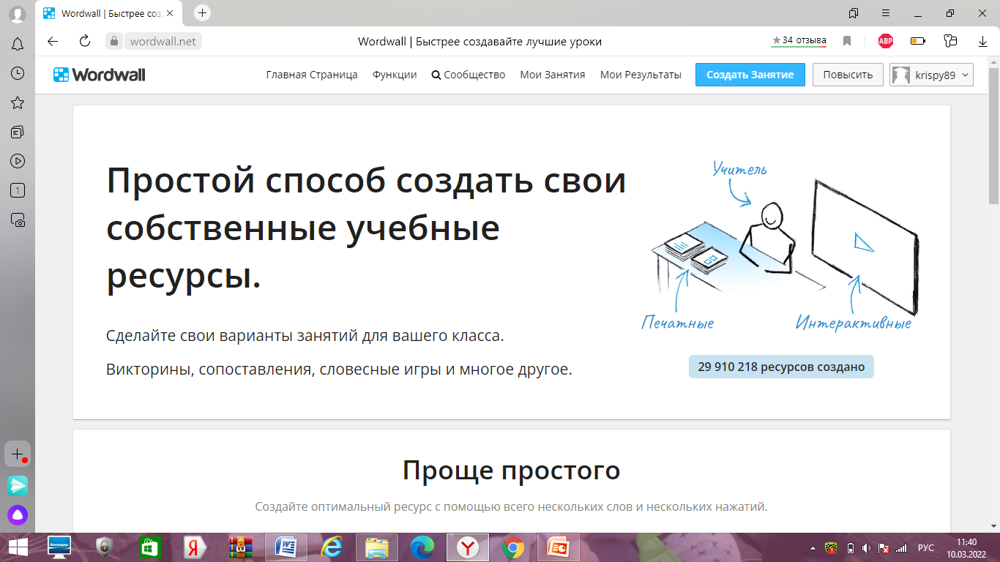 Wordwall | Быстрее соз
wordwall.net
Wordwall | Быстрее создавайте лучшие уроки
34 отзыва
ABP
Wordwall
Главная Страница
Функции
Сообщество
Мои Занятия
Мои Результаты
Создать Занятие
Повысить
krispy89
1
Простой способ создать свои
собственные учебные
ресурсы.
Сделайте свои варианты занятий для вашего класса.
Викторины, сопоставления, словесные игры и многое другое.
Учитель
Печатные
Интерактивные
29 910 218 ресурсов создано
Проще простого
Создайте оптимальный ресурс с помощью всего нескольких слов и нескольких нажатий.
lenovo
Я
W
Y
P
РУС
11:40
10.03.2022